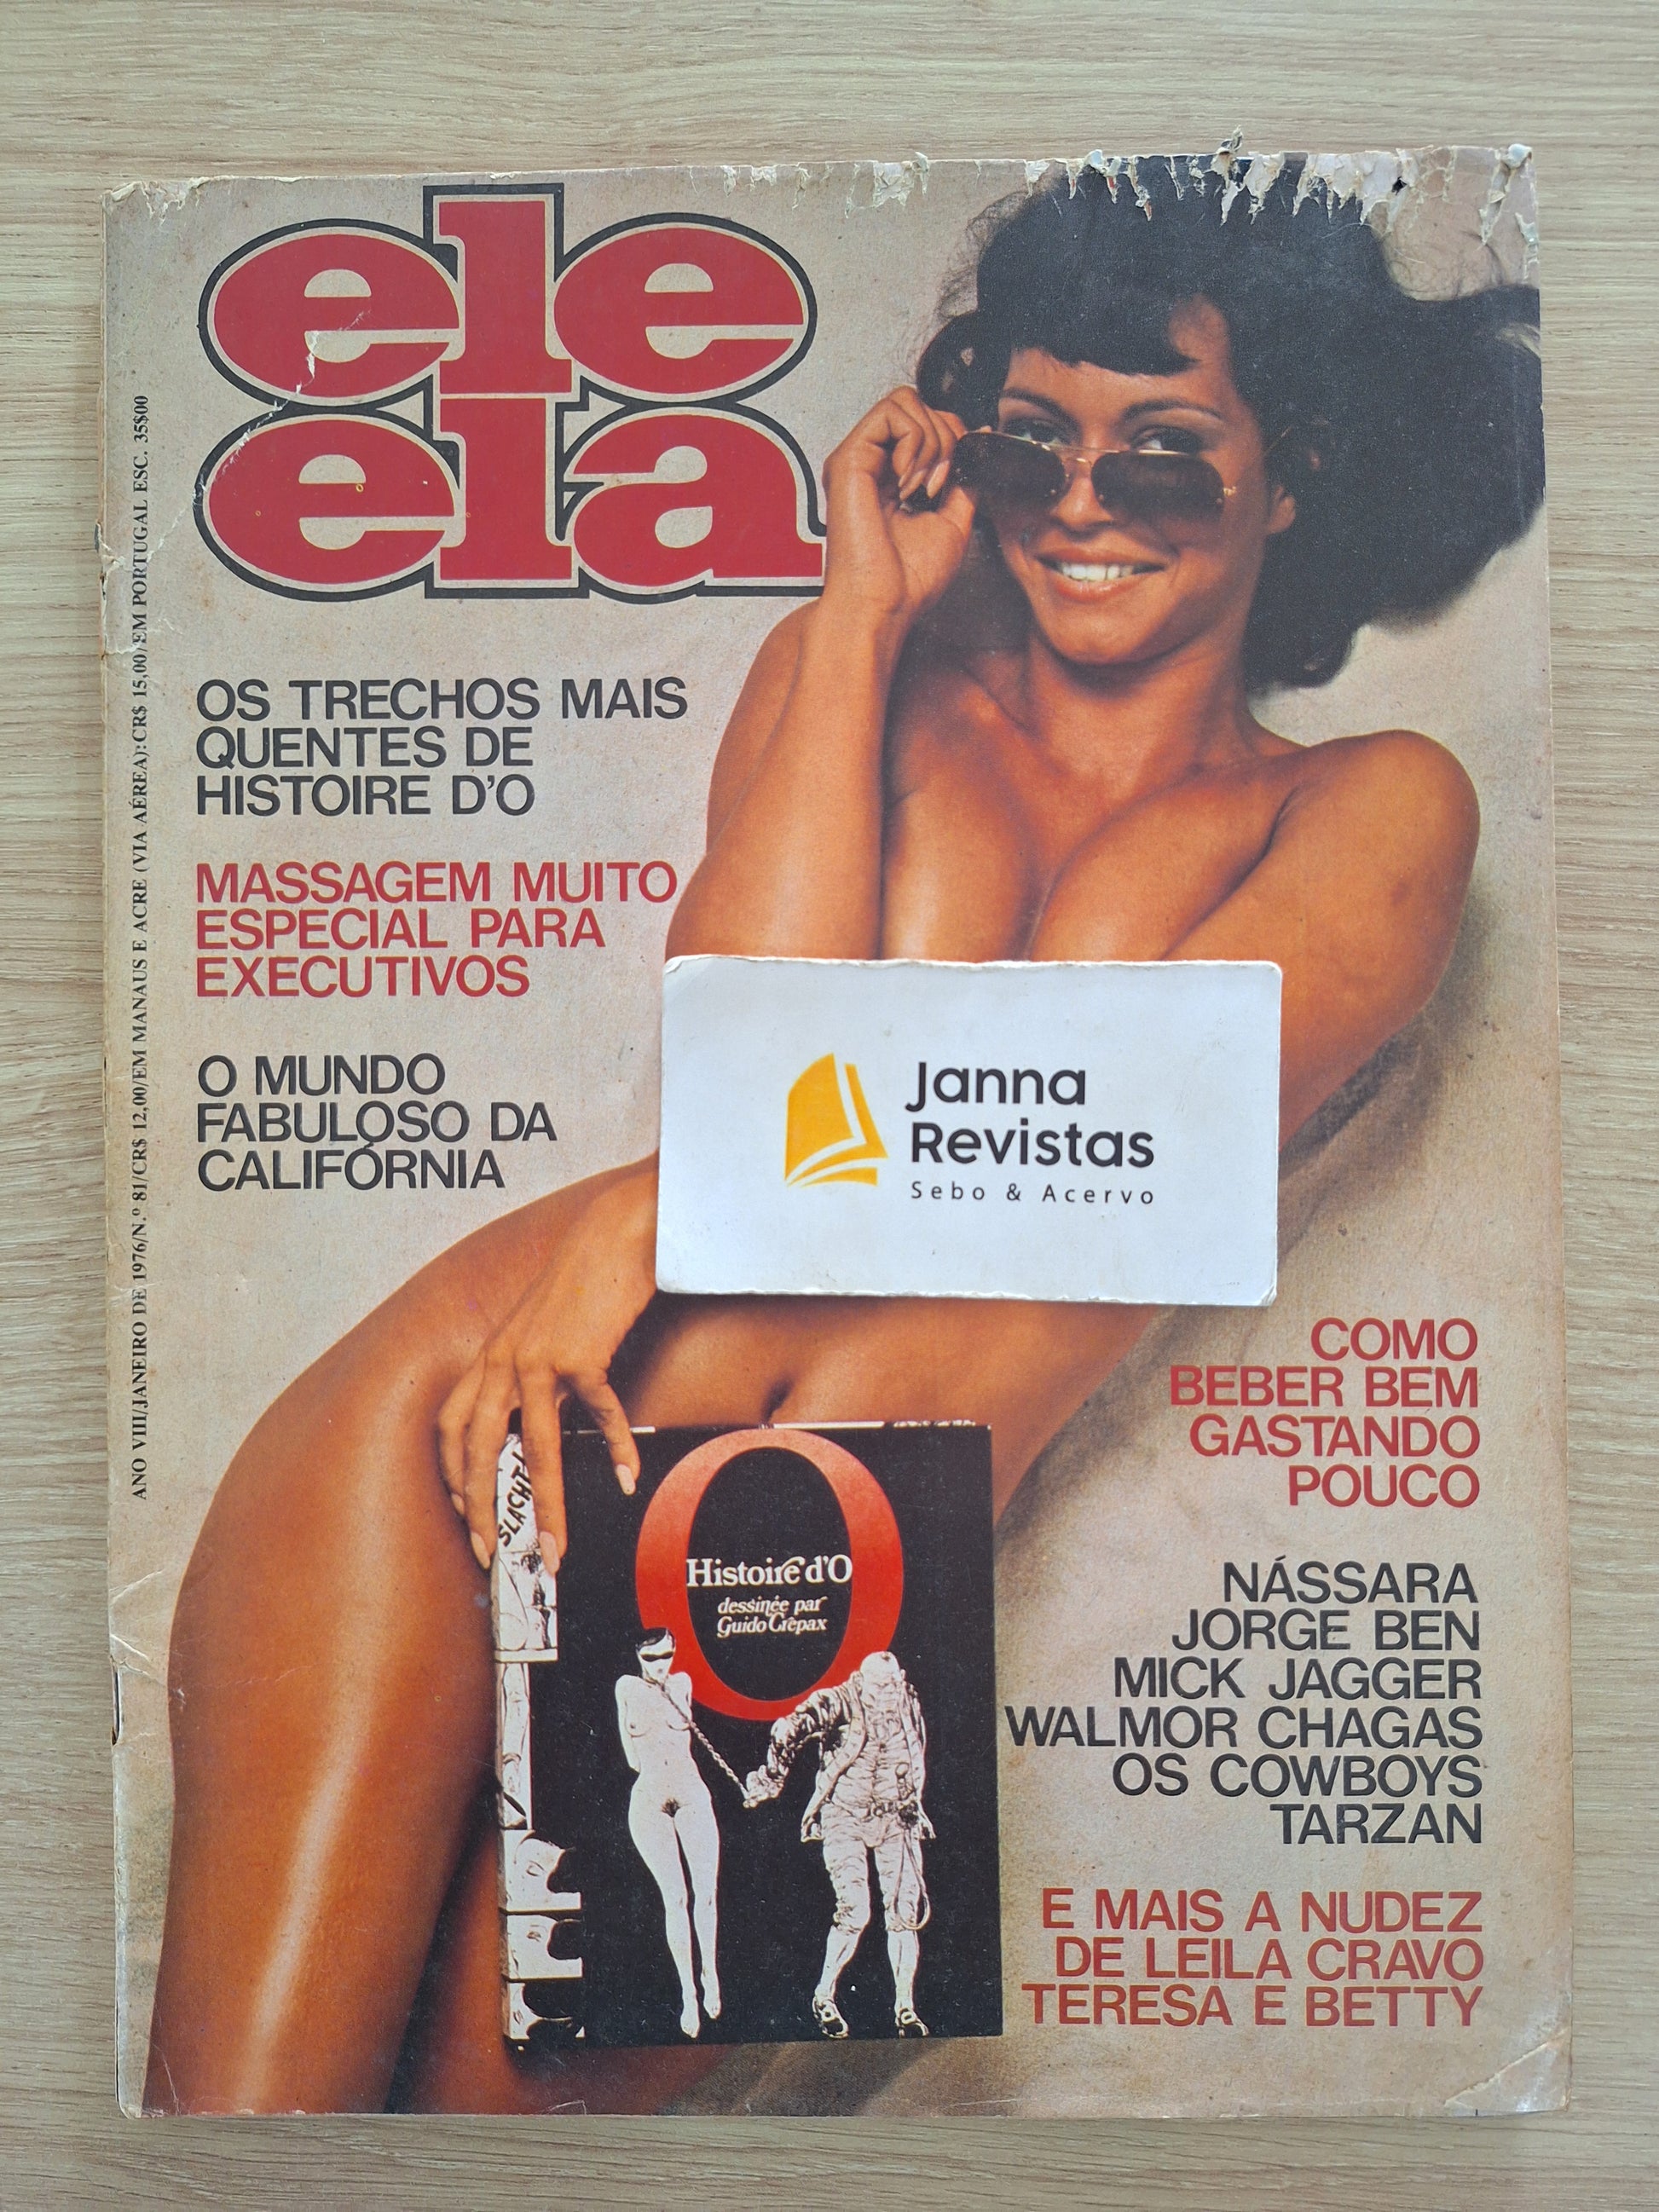 ele
ela
ANO VIII/JANEIRO DE 1976/N.º 81/CR$ 12,00/EM MANAUS E ACRE (VIA AÉREA):CR$ 15,00/EM PORTUGAL ESC. 35$00
OS TRECHOS MAIS
QUENTES DE
HISTOIRE D'O
MASSAGEM MUITO
ESPECIAL PARA
EXECUTIVOS
O MUNDO
FABULOSO DA
CALIFÓRNIA
Janna
Revistas
Sebo & Acervo
COMO
BEBER BEM
GASTANDO
POUCO
SLACHT!
O
Histoire d'O
dessinée par
Guido Crepax
NÁSSARA
JORGE BEN
MICK JAGGER
WALMOR CHAGAS
OS COWBOYS
TARZAN
E MAIS A NUDEZ
DE LEILA CRAVO
TERESA E BETTY